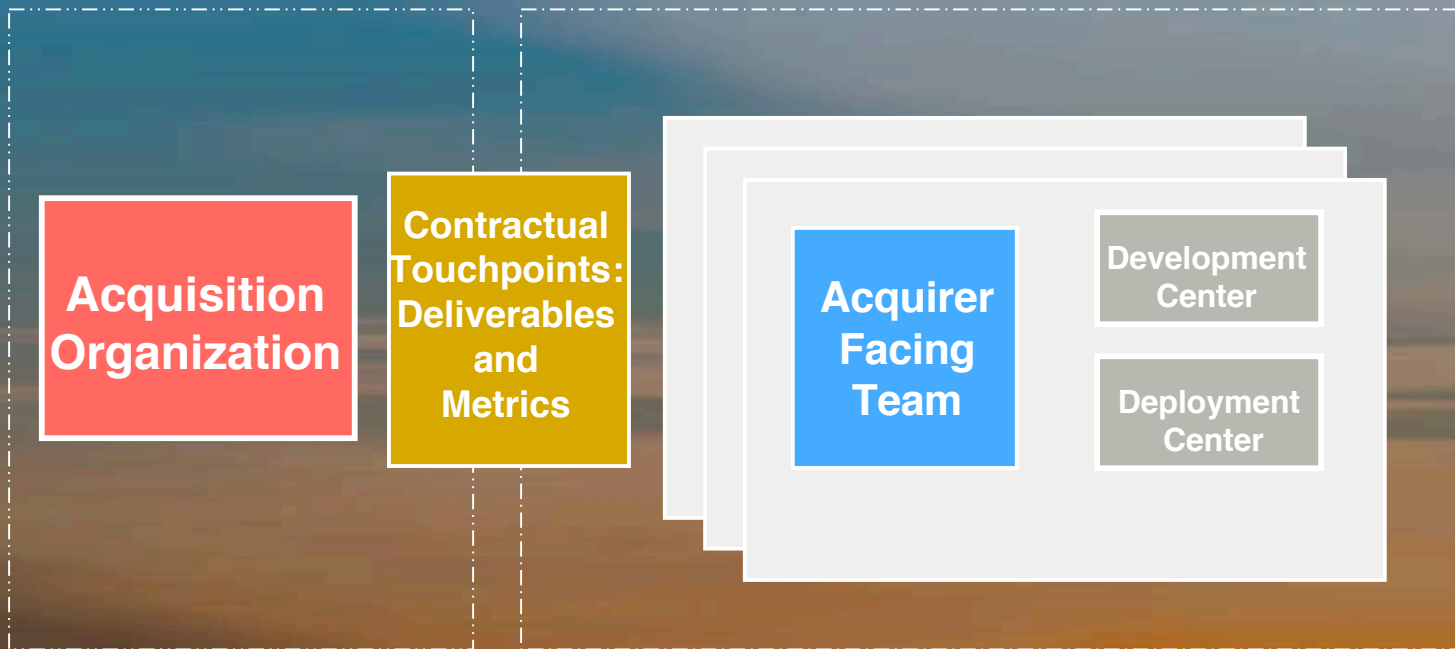 Acquisition
Organization
Contractual
Touchpoints:
Deliverables
and
Metrics
Acquirer
Facing
Team
Development
Center
Deployment
Center